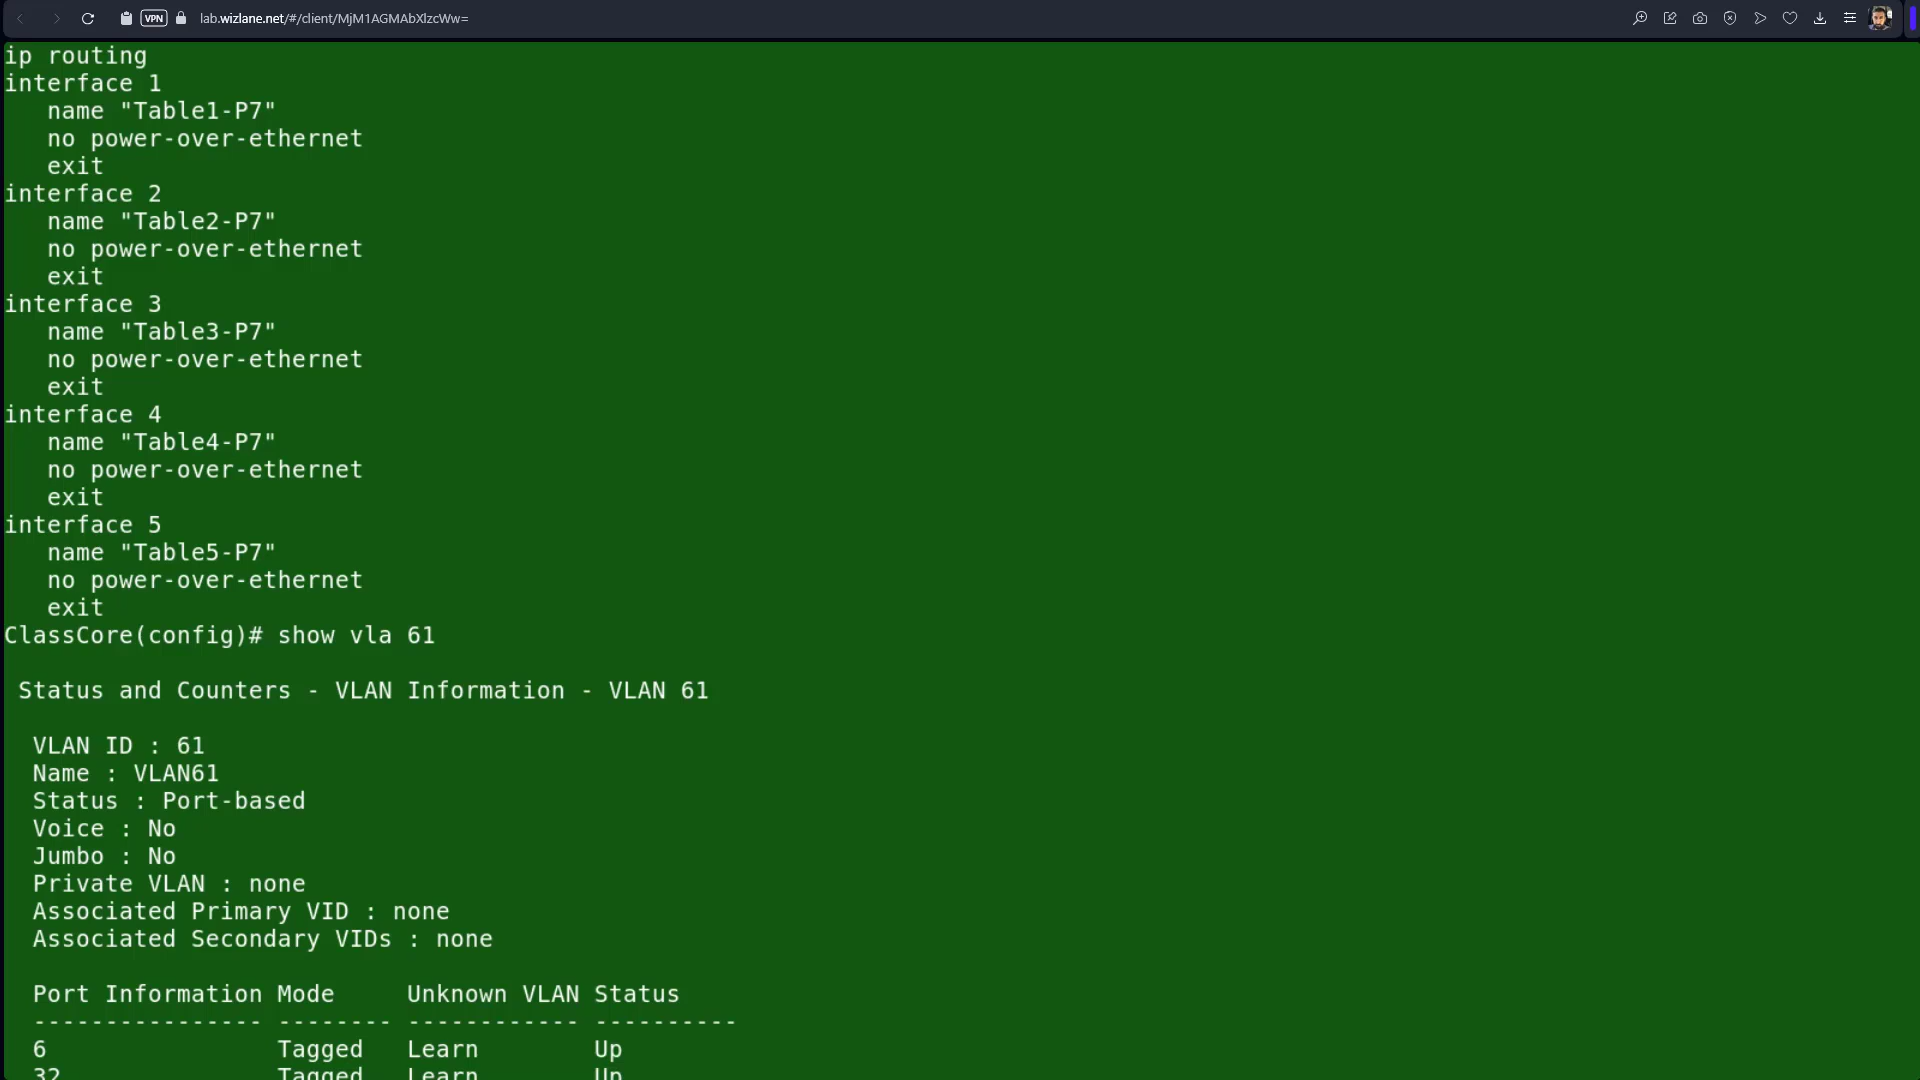 VPN lab.wizlane.net/#/client/MjM1AGMAbXlzcWw=
ip routing
interface 1
name "Table1-P7"
no power-over-ethernet
exit
interface 2
name "Table2-P7"
no power-over-ethernet
exit
interface 3
name "Table3-P7"
no power-over-ethernet
exit
interface 4
name "Table4-P7"
no power-over-ethernet
exit
interface 5
name "Table5-P7"
no power-over-ethernet
exit
ClassCore(config)# show vla 61
Status and Counters - VLAN Information - VLAN 61
VLAN ID : 61
Name : VLAN61
Status : Port-based
Voice : No
Jumbo : No
Private VLAN : none
Associated Primary VID : none
Associated Secondary VIDs : none
Port Information Mode     Unknown VLAN Status
---------------- -------- ------------ ----------
6                Tagged   Learn        Up
32               Tagged   Learn        Up